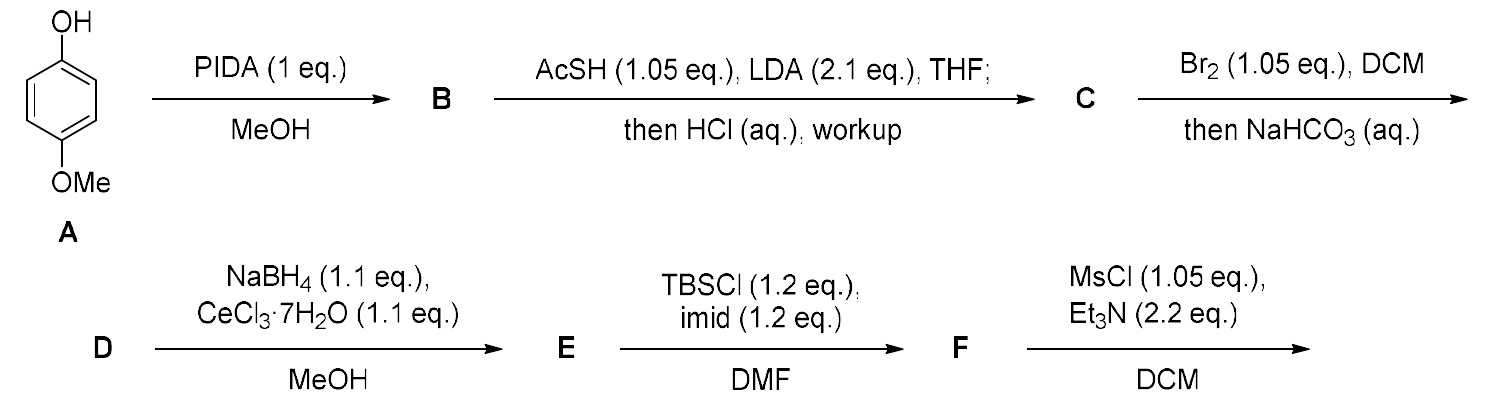 OH
PIDA (1 eq.)
MeOH
OMe
A
B
AcSH (1.05 eq.), LDA (2.1 eq.), THF;
then HCl (aq.), workup
C
Br₂ (1.05 eq.), DCM
then NaHCO₃ (aq.)
D
NaBH₄ (1.1 eq.),
CeCl₃·7H₂O (1.1 eq.)
MeOH
E
TBSCl (1.2 eq.),
imid (1.2 eq.)
DMF
F
MsCl (1.05 eq.),
Et₃N (2.2 eq.)
DCM